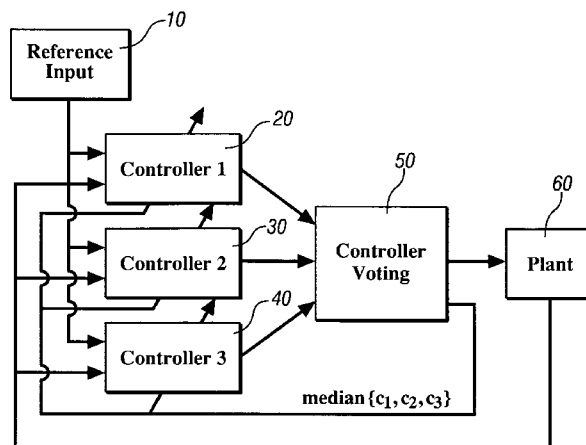 10
Reference
Input
20
Controller 1
50
60
30
Controller 2
Controller
Voting
Plant
40
Controller 3
median {c₁, c₂, c₃}